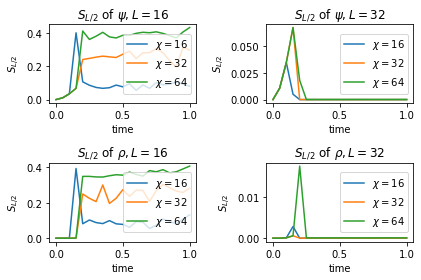 S_{L/2} of ψ, L = 16
S_{L/2}
0.4
0.2
0.0
χ = 16
χ = 32
χ = 64
0.0 0.5 1.0
time
S_{L/2} of ψ, L = 32
S_{L/2}
0.050
0.025
0.000
χ = 16
χ = 32
χ = 64
0.0 0.5 1.0
time
S_{L/2} of ρ, L = 16
S_{L/2}
0.4
0.2
0.0
χ = 16
χ = 32
χ = 64
0.0 0.5 1.0
time
S_{L/2} of ρ, L = 32
S_{L/2}
0.01
0.00
χ = 16
χ = 32
χ = 64
0.0 0.5 1.0
time